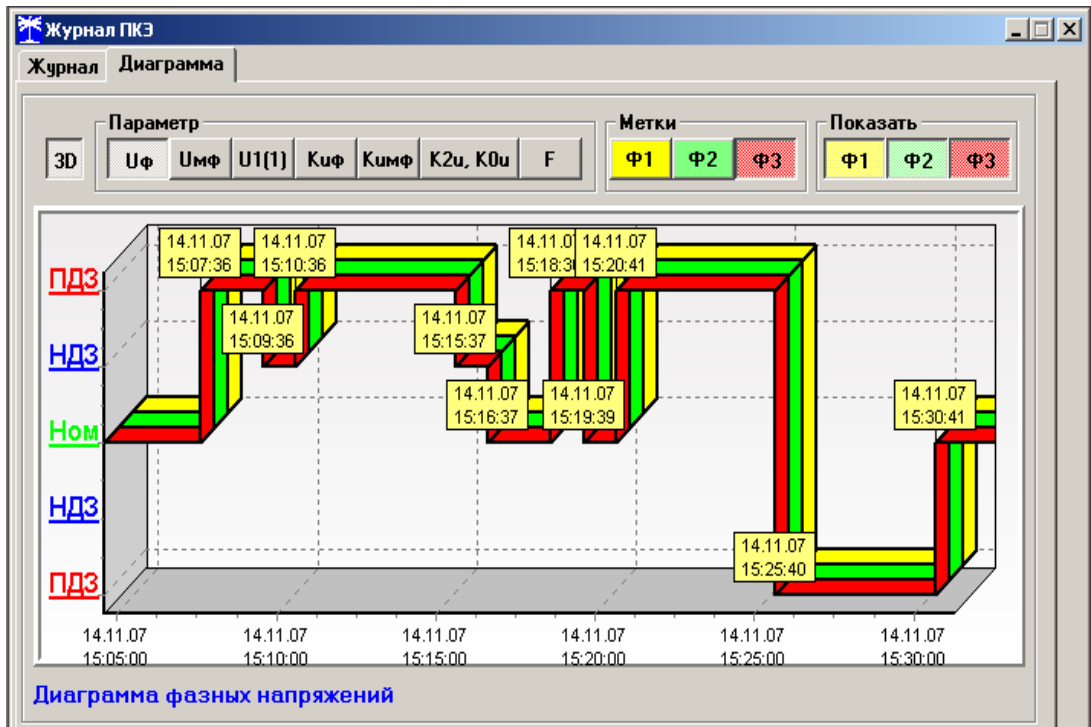 Журнал ПКЭ
Журнал Диаграмма
Параметр Метки Показать
3D Uф Uмф U1(1) Kuф Kuмф K2u, K0u F Ф1 Ф2 Ф3 Ф1 Ф2 Ф3
14.11.07
15:07:36
14.11.07
15:10:36
14.11.07
15:18:3
14.11.07
15:20:41
ПДЗ
14.11.07
15:09:36
14.11.07
15:15:37
НДЗ
14.11.07
15:16:37
14.11.07
15:19:39
14.11.07
15:30:41
Ном
НДЗ
14.11.07
15:25:40
ПДЗ
14.11.07 14.11.07 14.11.07 14.11.07 14.11.07 14.11.07
15:05:00 15:10:00 15:15:00 15:20:00 15:25:00 15:30:00
Диаграмма фазных напряжений